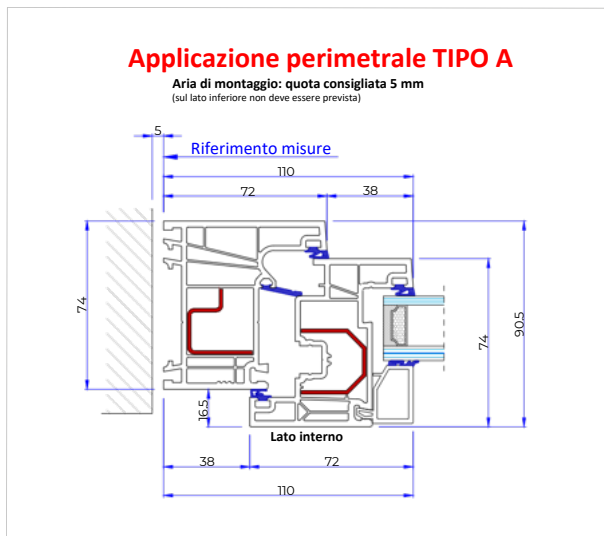 Applicazione perimetrale TIPO A
Aria di montaggio: quota consigliata 5 mm
(sul lato inferiore non deve essere prevista)
5
Riferimento misure
110
72
38
74
74
90.5
16.5
Lato interno
38
72
110